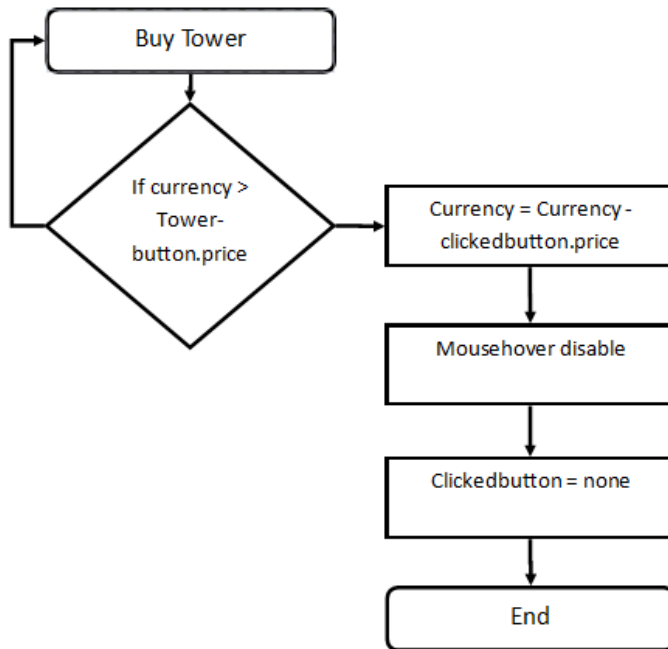 Buy Tower
If currency >
Tower-
button.price
Currency = Currency -
clickedbutton.price
Mousehover disable
Clickedbutton = none
End